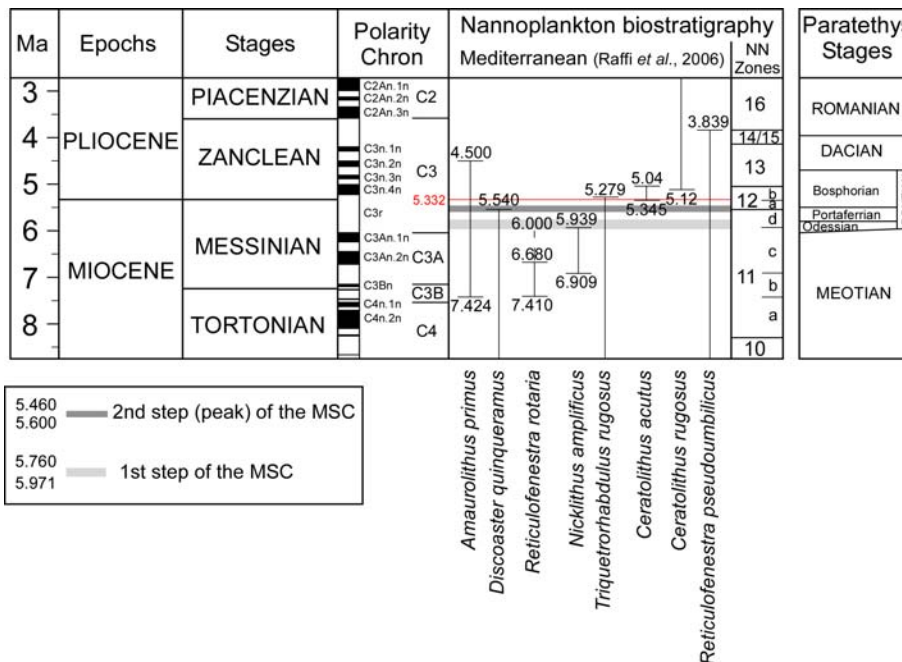 Ma
Epochs
Stages
Polarity
Chron
Nannoplankton biostratigraphy
Mediterranean (Raffi et al., 2006)
NN
Zones
Paratethys
Stages
3
4
5
6
7
8
PLIOCENE
MIOCENE
PIACENZIAN
ZANCLEAN
MESSINIAN
TORTONIAN
C2An.1n
C2An.2n
C2An.3n
C3n.1n
C3n.2n
C3n.3n
C3n.4n
C3r
C3An.1n
C3An.2n
C3Bn
C4n.1n
C4n.2n
C2
C3
C3A
C3B
C4
5.332
4.500
7.424
5.540
6.000
6.680
7.410
5.939
6.909
5.279
5.04
5.345
5.12
3.839
16
14/15
13
12
b
a
11
d
c
b
a
10
ROMANIAN
DACIAN
Bosphorian
Portaferrian
Odessian
MEOTIAN
5.460
5.600
2nd step (peak) of the MSC
5.760
5.971
1st step of the MSC
Amaurolithus primus
Discoaster quinqueramus
Reticulofenestra rotaria
Nicklithus amplificus
Triquetrorhabdulus rugosus
Ceratolithus acutus
Ceratolithus rugosus
Reticulofenestra pseudoumbilicus